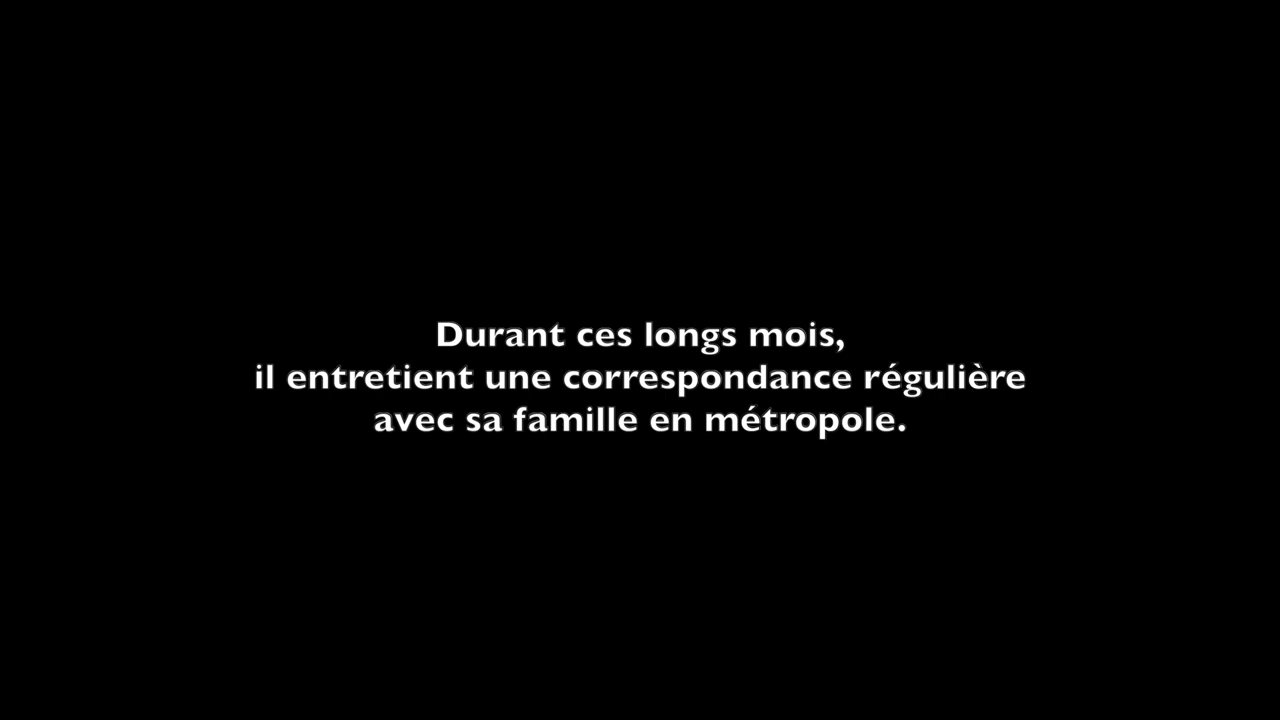 Durant ces longs mois,
il entretient une correspondance régulière
avec sa famille en métropole.